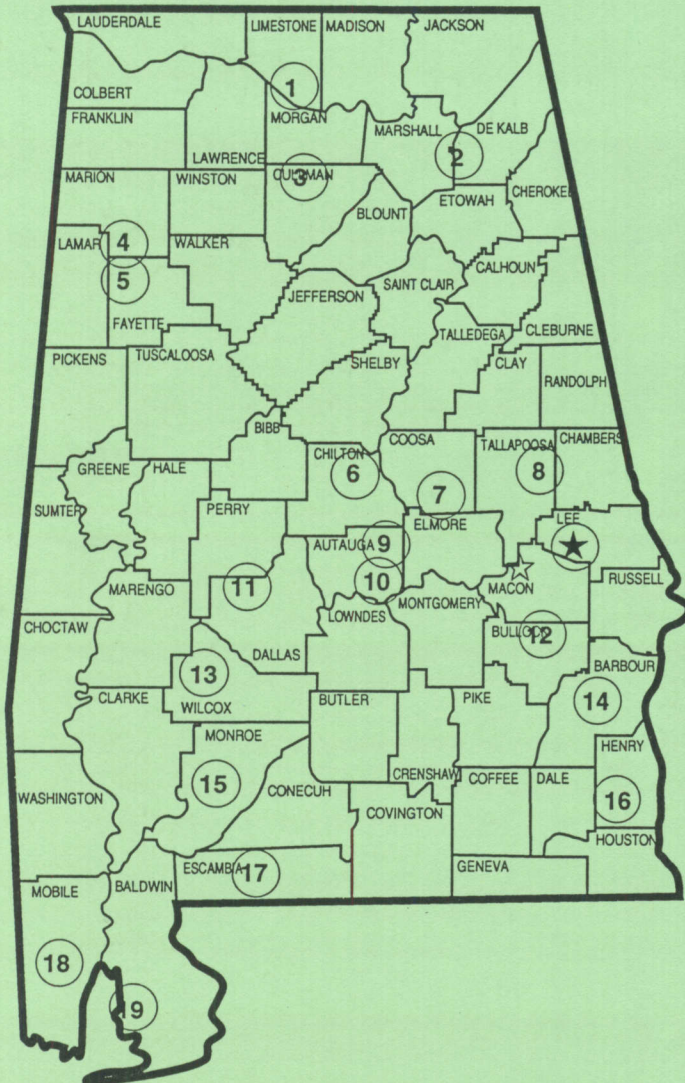 LAUDERDALE
LIMESTONE
MADISON
JACKSON
COLBERT
1
FRANKLIN
MORGAN
MARSHALL
DE KALB
2
LAWRENCE
MARION
WINSTON
CULLMAN
3
CHEROKEE
ETOWAH
BLOUNT
LAMAR
4
WALKER
5
CALHOUN
SAINT CLAIR
JEFFERSON
FAYETTE
TALLEDEGA
CLEBURNE
PICKENS
TUSCALOOSA
SHELBY
CLAY
RANDOLPH
BIBB
COOSA
CHILTON
TALLAPOOSA
CHAMBERS
GREENE
HALE
6
7
8
SUMTER
PERRY
ELMORE
LEE
AUTAUGA
9
★
11
10
MACON
RUSSELL
MARENGO
MONTGOMERY
LOWNDES
CHOCTAW
BULLOCK
12
DALLAS
BARBOUR
13
CLARKE
WILCOX
BUTLER
PIKE
14
MONROE
HENRY
15
CONECUH
CRENSHAW
COFFEE
DALE
WASHINGTON
16
COVINGTON
HOUSTON
ESCAMBIA
17
GENEVA
MOBILE
BALDWIN
18
19